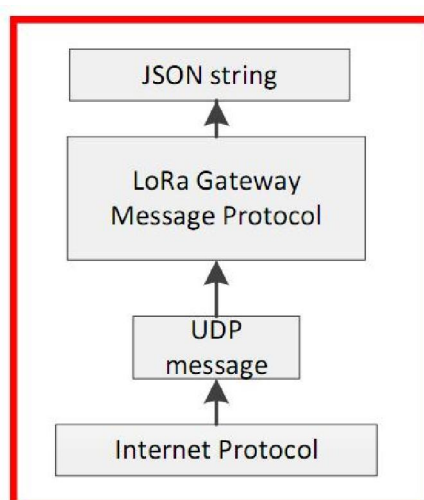 JSON string
LoRa Gateway
Message Protocol
UDP
message
Internet Protocol